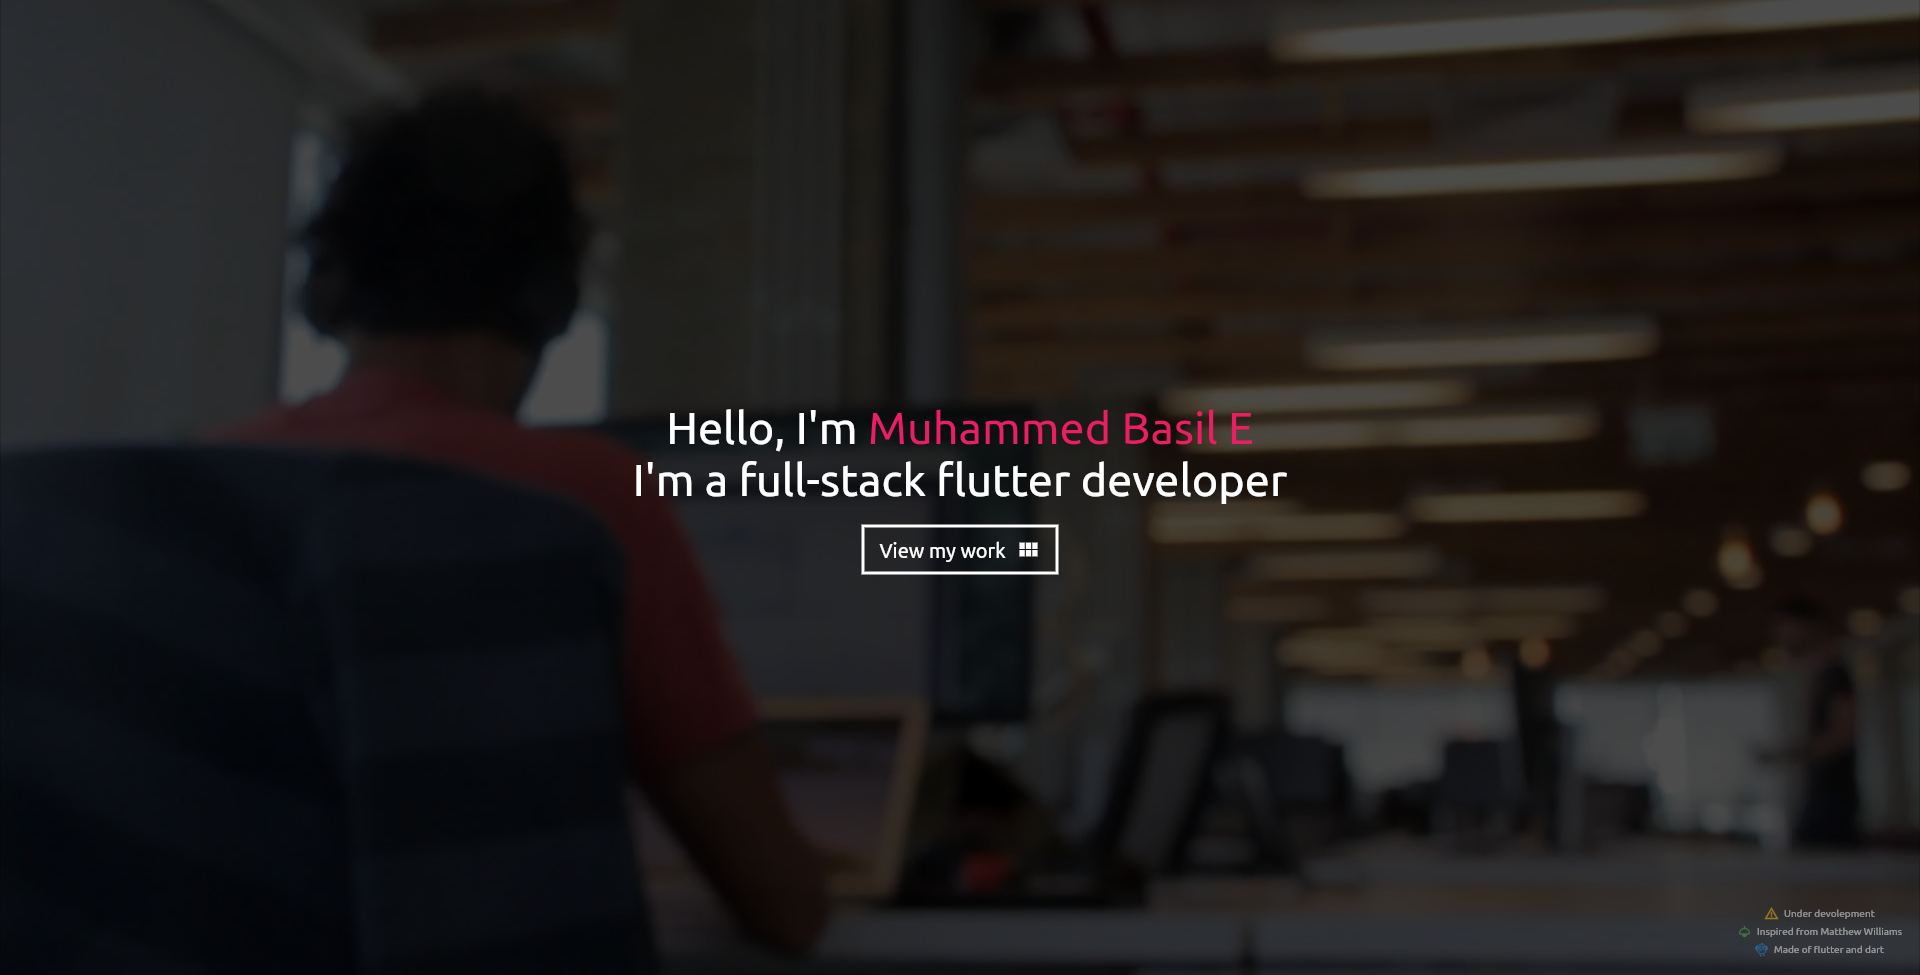 Hello, I'm Muhammed Basil E
I'm a full-stack flutter developer
View my work
Under devolepment
Inspired from Matthew Williams
Made of flutter and dart